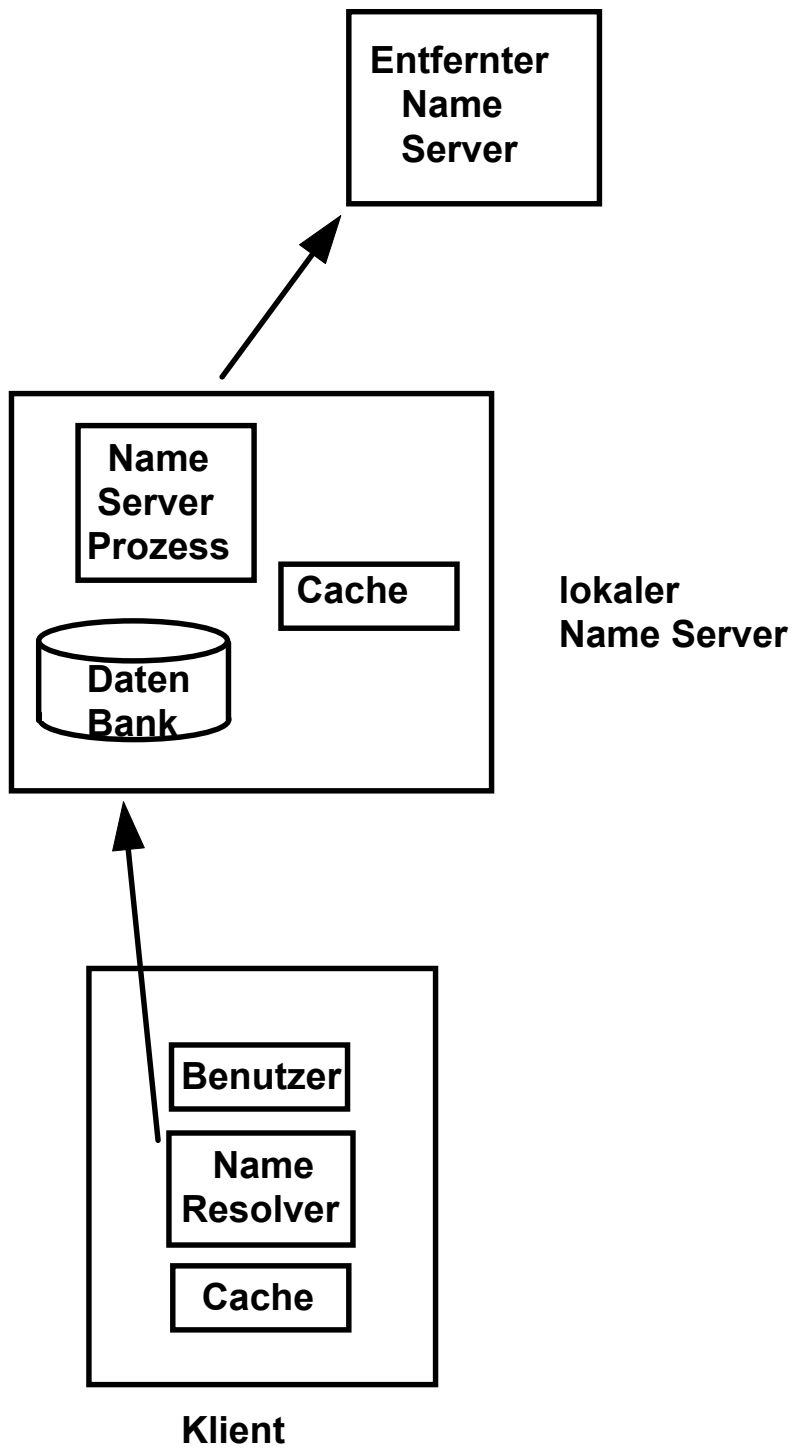 Entfernter
Name
Server
Name
Server
Prozess
Cache
lokaler
Name Server
Daten
Bank
Benutzer
Name
Resolver
Cache
Klient